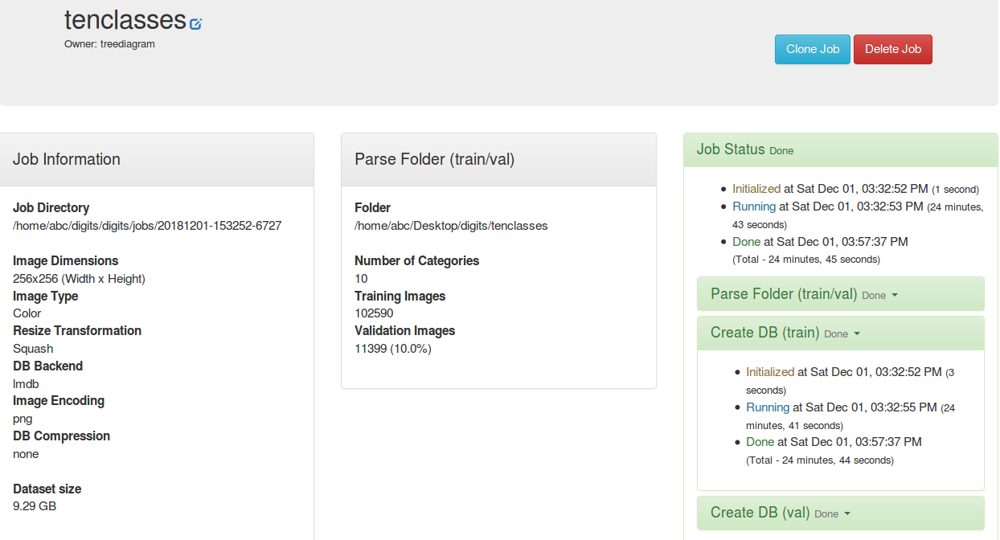 tenclasses
Owner: treediagram
Clone Job
Delete Job
Job Information
Job Directory
/home/abc/digits/digits/jobs/20181201-153252-6727
Image Dimensions
256x256 (Width x Height)
Image Type
Color
Resize Transformation
Squash
DB Backend
lmdb
Image Encoding
png
DB Compression
none
Dataset size
9.29 GB
Parse Folder (train/val)
Folder
/home/abc/Desktop/digits/tenclasses
Number of Categories
10
Training Images
102590
Validation Images
11399 (10.0%)
Job Status Done
Initialized at Sat Dec 01, 03:32:52 PM (1 second)
Running at Sat Dec 01, 03:32:53 PM (24 minutes,
43 seconds)
Done at Sat Dec 01, 03:57:37 PM
(Total - 24 minutes, 45 seconds)
Parse Folder (train/val) Done
Create DB (train) Done
Initialized at Sat Dec 01, 03:32:52 PM (3
seconds)
Running at Sat Dec 01, 03:32:55 PM (24
minutes, 41 seconds)
Done at Sat Dec 01, 03:57:37 PM
(Total - 24 minutes, 44 seconds)
Create DB (val) Done